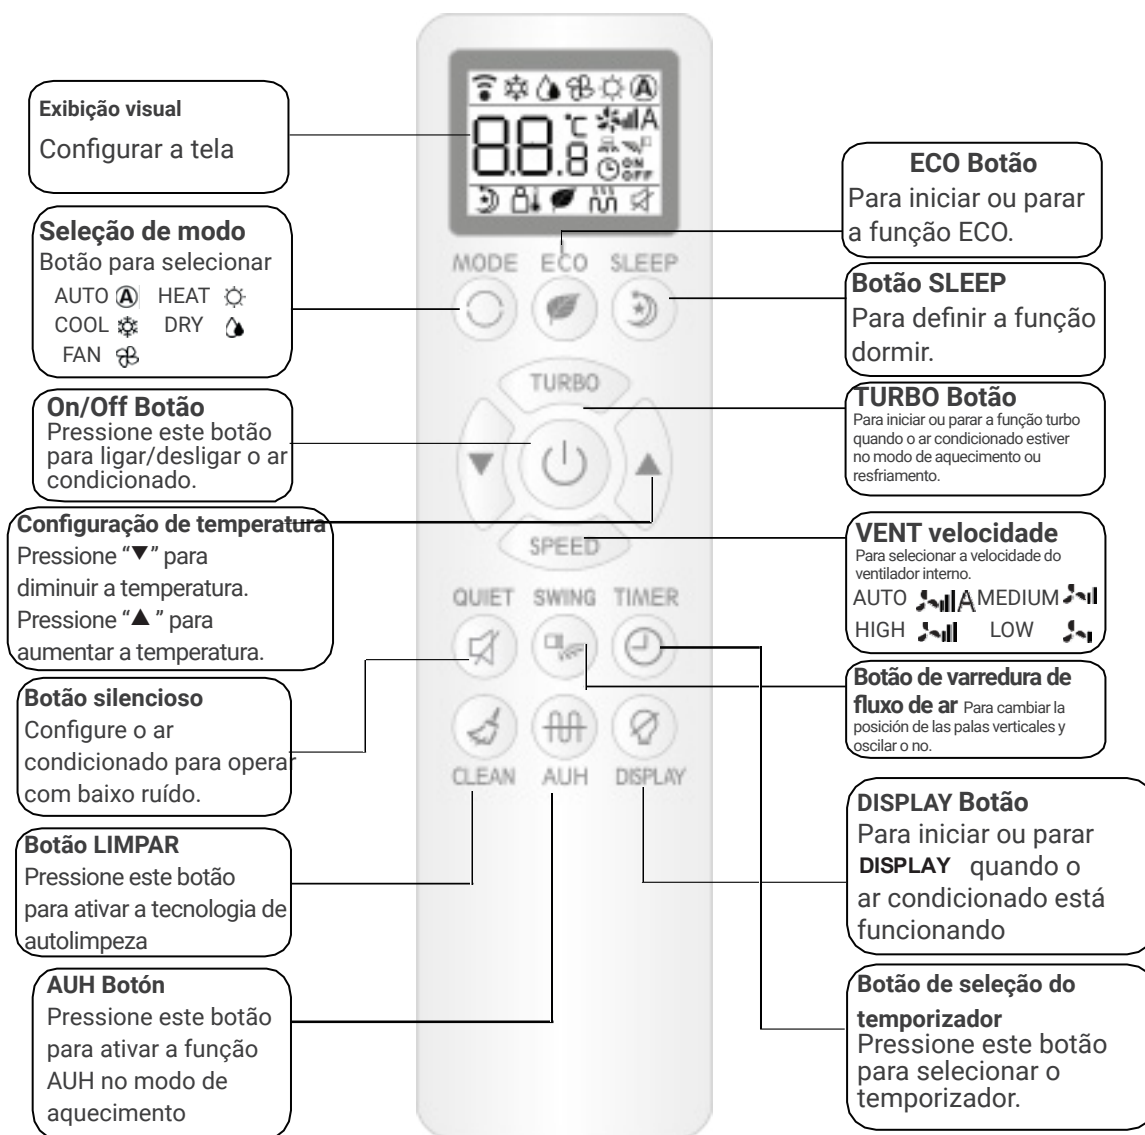 Exibição visual
Configurar a tela
Seleção de modo
Botão para selecionar
AUTO A HEAT
COOL DRY
FAN
On/Off Botão
Pressione este botão
para ligar/desligar o ar
condicionado.
Configuração de temperatura
Pressione “▼” para
diminuir a temperatura.
Pressione “▲ ” para
aumentar a temperatura.
Botão silencioso
Configure o ar
condicionado para operar
com baixo ruído.
Botão LIMPAR
Pressione este botão
para ativar a tecnologia de
autolimpeza
AUH Botón
Pressione este botão
para ativar a função
AUH no modo de
aquecimento
A
88.8 °C A
ON
OFF
MODE ECO SLEEP
TURBO
SPEED
QUIET SWING TIMER
CLEAN AUH DISPLAY
ECO Botão
Para iniciar ou parar
a função ECO.
Botão SLEEP
Para definir a função
dormir.
TURBO Botão
Para iniciar ou parar a função turbo
quando o ar condicionado estiver
no modo de aquecimento ou
resfriamento.
VENT velocidade
Para selecionar a velocidade do
ventilador interno.
AUTO A MEDIUM
HIGH LOW
Botão de varredura de
fluxo de ar Para cambiar la
posición de las palas verticales y
oscilar o no.
DISPLAY Botão
Para iniciar ou parar
DISPLAY quando o
ar condicionado está
funcionando
Botão de seleção do
temporizador
Pressione este botão
para selecionar o
temporizador.